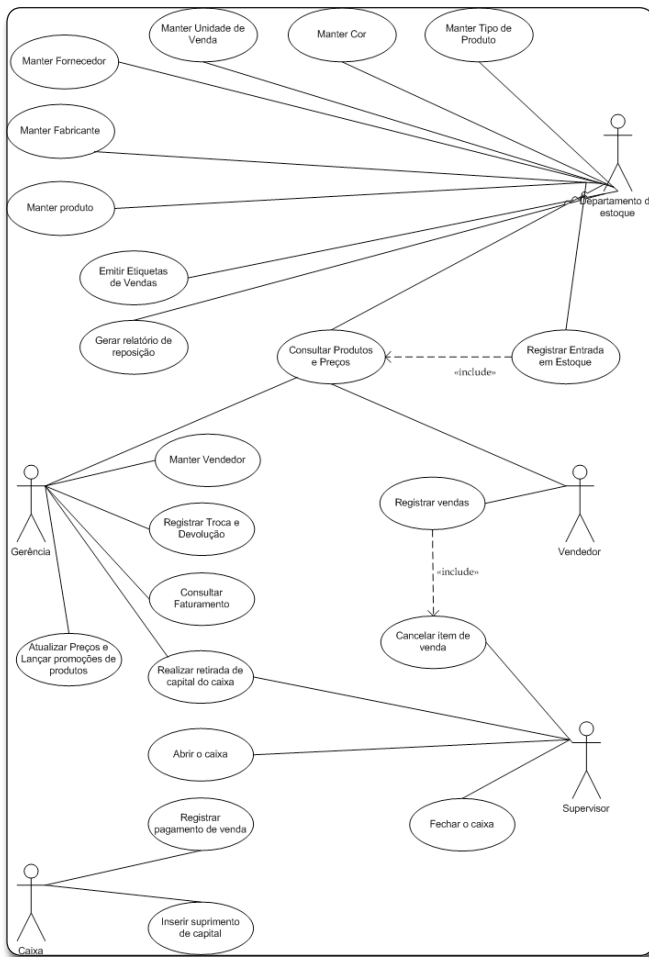 Manter Unidade de
Venda
Manter Cor
Manter Tipo de
Produto
Manter Fornecedor
Manter Fabricante
Manter produto
Departamento d
estoque
Emitir Etiquetas
de Vendas
Gerar relatório de
reposição
Consultar Produtos
e Preços
«include»
Registrar Entrada
em Estoque
Manter Vendedor
Gerência
Registrar Troca e
Devolução
Registrar vendas
Vendedor
«include»
Consultar
Faturamento
Atualizar Preços e
Lançar promoções de
produtos
Realizar retirada de
capital do caixa
Cancelar item de
venda
Abrir o caixa
Supervisor
Registrar
pagamento de venda
Fechar o caixa
Caixa
Inserir suprimento
de capital